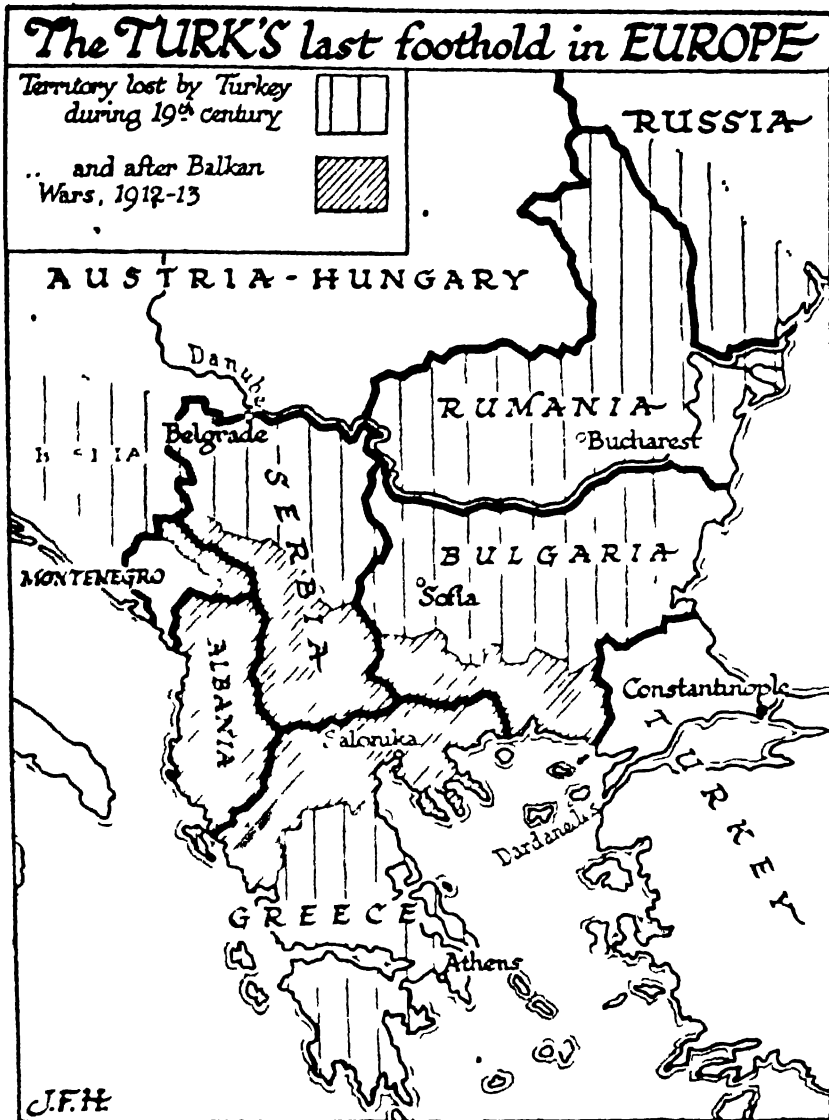 The TURK'S last foothold in EUROPE
Territory lost by Turkey
during 19th century
.. and after Balkan
Wars, 1912-13
RUSSIA
AUSTRIA-HUNGARY
Danube
RUMANIA
Bucharest
Belgrade
SERBIA
BULGARIA
MONTENEGRO
Sofia
ALBANIA
Constantinople
TURKEY
Salonika
Dardanelles
GREECE
Athens
J.F.H.